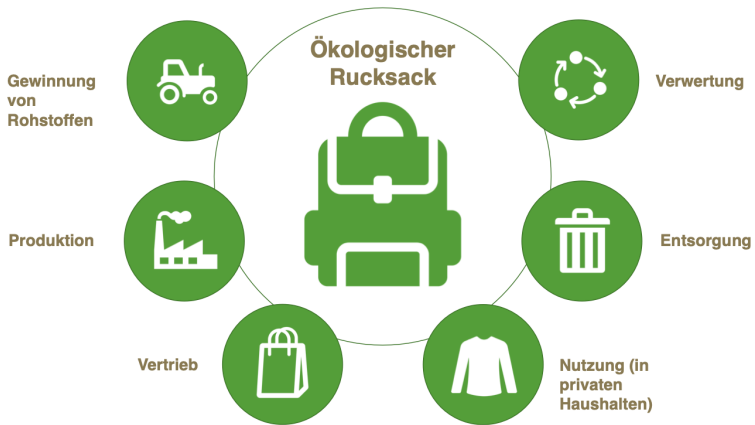 Ökologischer
Rucksack
Gewinnung
von
Rohstoffen
Verwertung
Produktion
Entsorgung
Vertrieb
Nutzung (in
privaten
Haushalten)